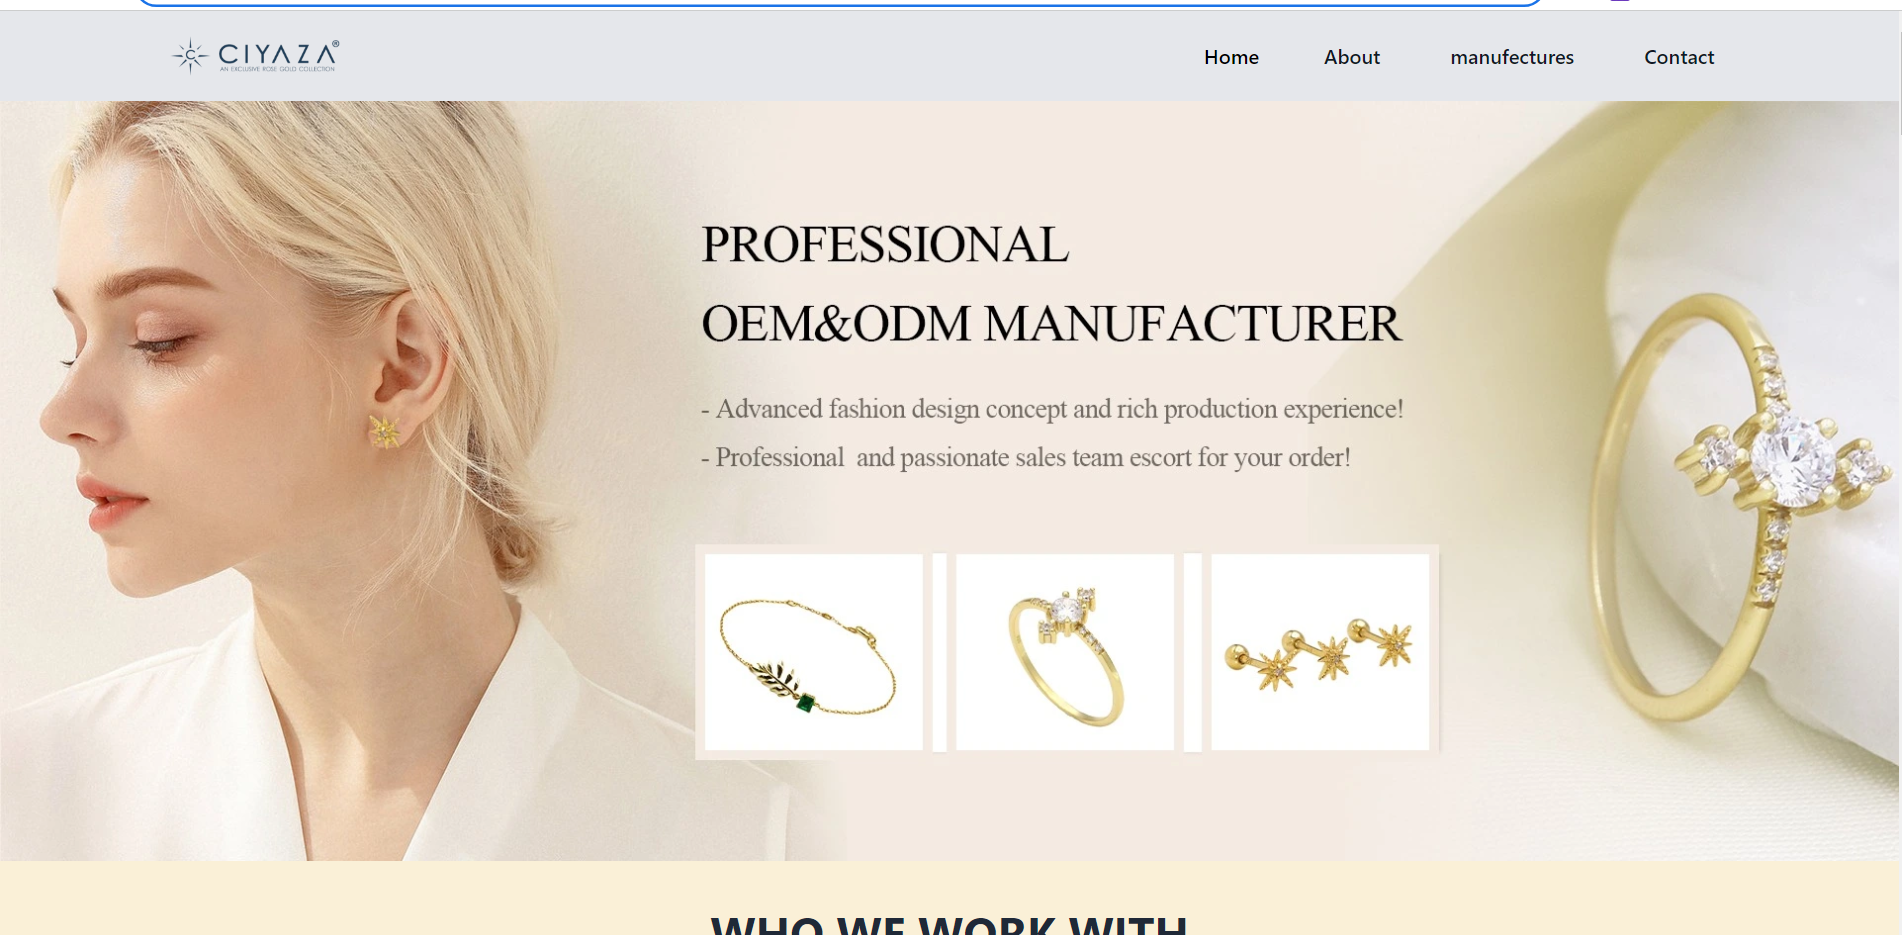 CIYAZA®
AN EXCLUSIVE ROSE GOLD COLLECTION
Home
About
manufectures
Contact
PROFESSIONAL
OEM&ODM MANUFACTURER
- Advanced fashion design concept and rich production experience!
- Professional  and passionate sales team escort for your order!
WHO WE WORK WITH